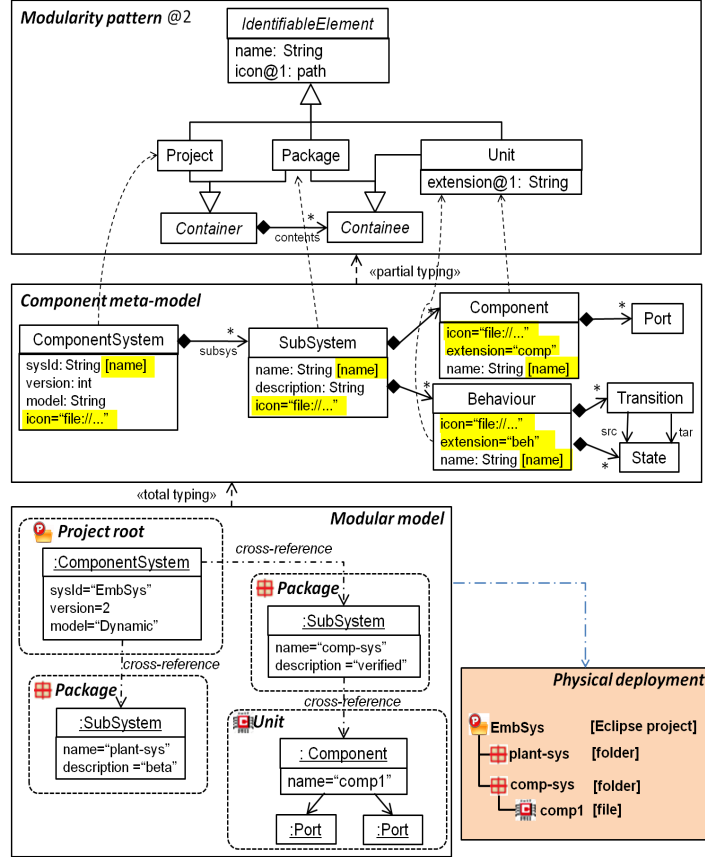 Modularity pattern @2
IdentifiableElement
name: String
icon@1: path
Project
Package
Unit
extension@1: String
Container
*
contents
Containee
«partial typing»
Component meta-model
ComponentSystem
sysId: String [name]
version: int
model: String
icon="file://..."
*
subsys
SubSystem
name: String [name]
description: String
icon="file://..."
*
Component
icon="file://..."
extension="comp"
name: String [name]
*
Port
*
Behaviour
icon="file://..."
extension="beh"
name: String [name]
*
Transition
src
tar
*
State
«total typing»
Modular model
Project root
:ComponentSystem
sysId="EmbSys"
version=2
model="Dynamic"
cross-reference
Package
:SubSystem
name="comp-sys"
description ="verified"
cross-reference
Package
:SubSystem
name="plant-sys"
description ="beta"
cross-reference
Unit
: Component
name="comp1"
:Port
:Port
Physical deployment
EmbSys [Eclipse project]
plant-sys [folder]
comp-sys [folder]
comp1 [file]